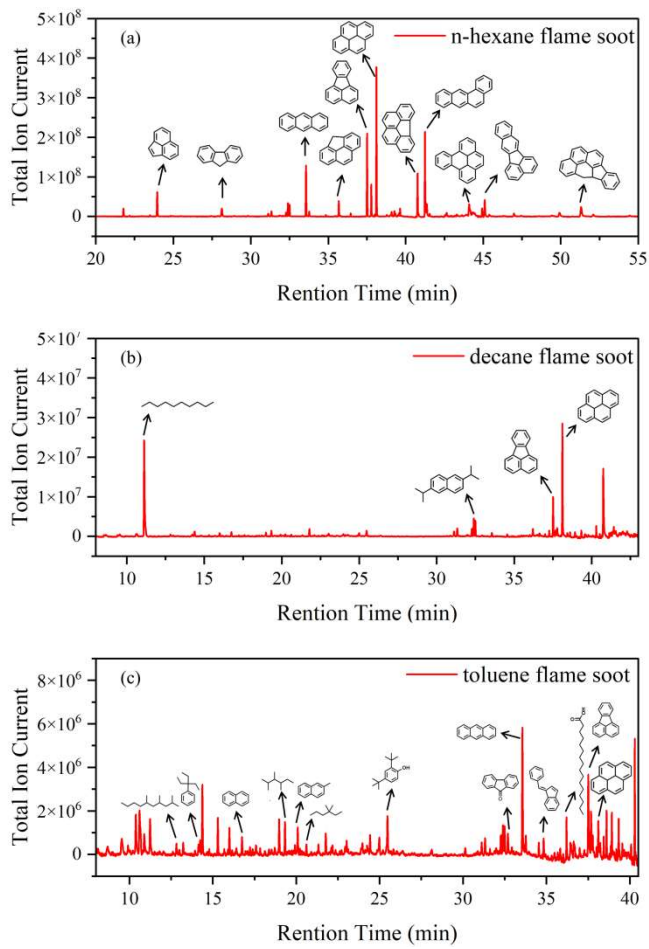 (a)
n-hexane flame soot
5×10⁸
4×10⁸
3×10⁸
2×10⁸
1×10⁸
0
Total Ion Current
20 25 30 35 40 45 50 55
Rention Time (min)
(b)
decane flame soot
5×10⁷
4×10⁷
3×10⁷
2×10⁷
1×10⁷
0
Total Ion Current
10 15 20 25 30 35 40
Rention Time (min)
(c)
toluene flame soot
8×10⁶
6×10⁶
4×10⁶
2×10⁶
0
Total Ion Current
OH
O
O
10 15 20 25 30 35 40
Rention Time (min)